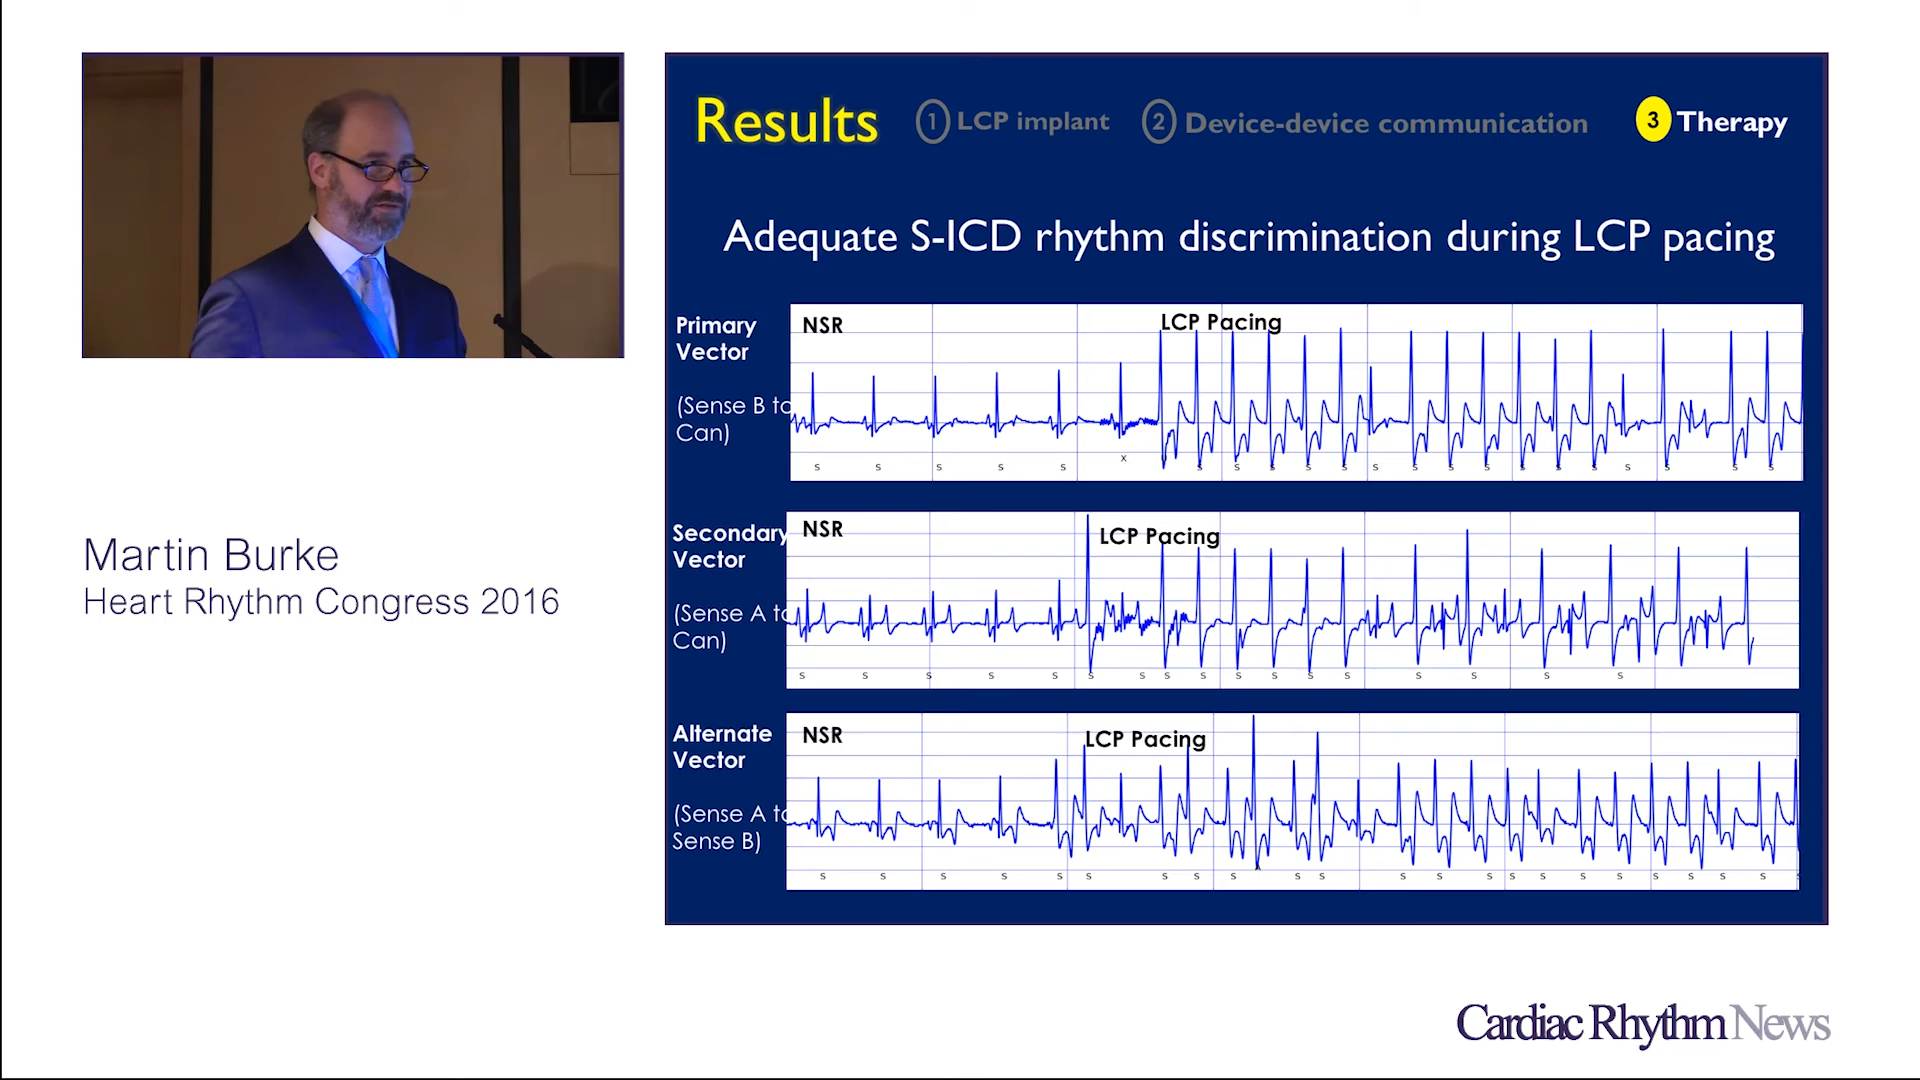 Results
1 LCP implant
2 Device-device communication
3 Therapy
Adequate S-ICD rhythm discrimination during LCP pacing
Primary
Vector
(Sense B to
Can)
NSR
LCP Pacing
s s s s s x s s s s s s s s s s s s s s s
Secondary
Vector
(Sense A to
Can)
NSR
LCP Pacing
s s s s s s s s s s s s s s s s s s
Alternate
Vector
(Sense A to
Sense B)
NSR
LCP Pacing
s s s s s s s s s s s s s s s s s s s s
Martin Burke
Heart Rhythm Congress 2016
Cardiac Rhythm News